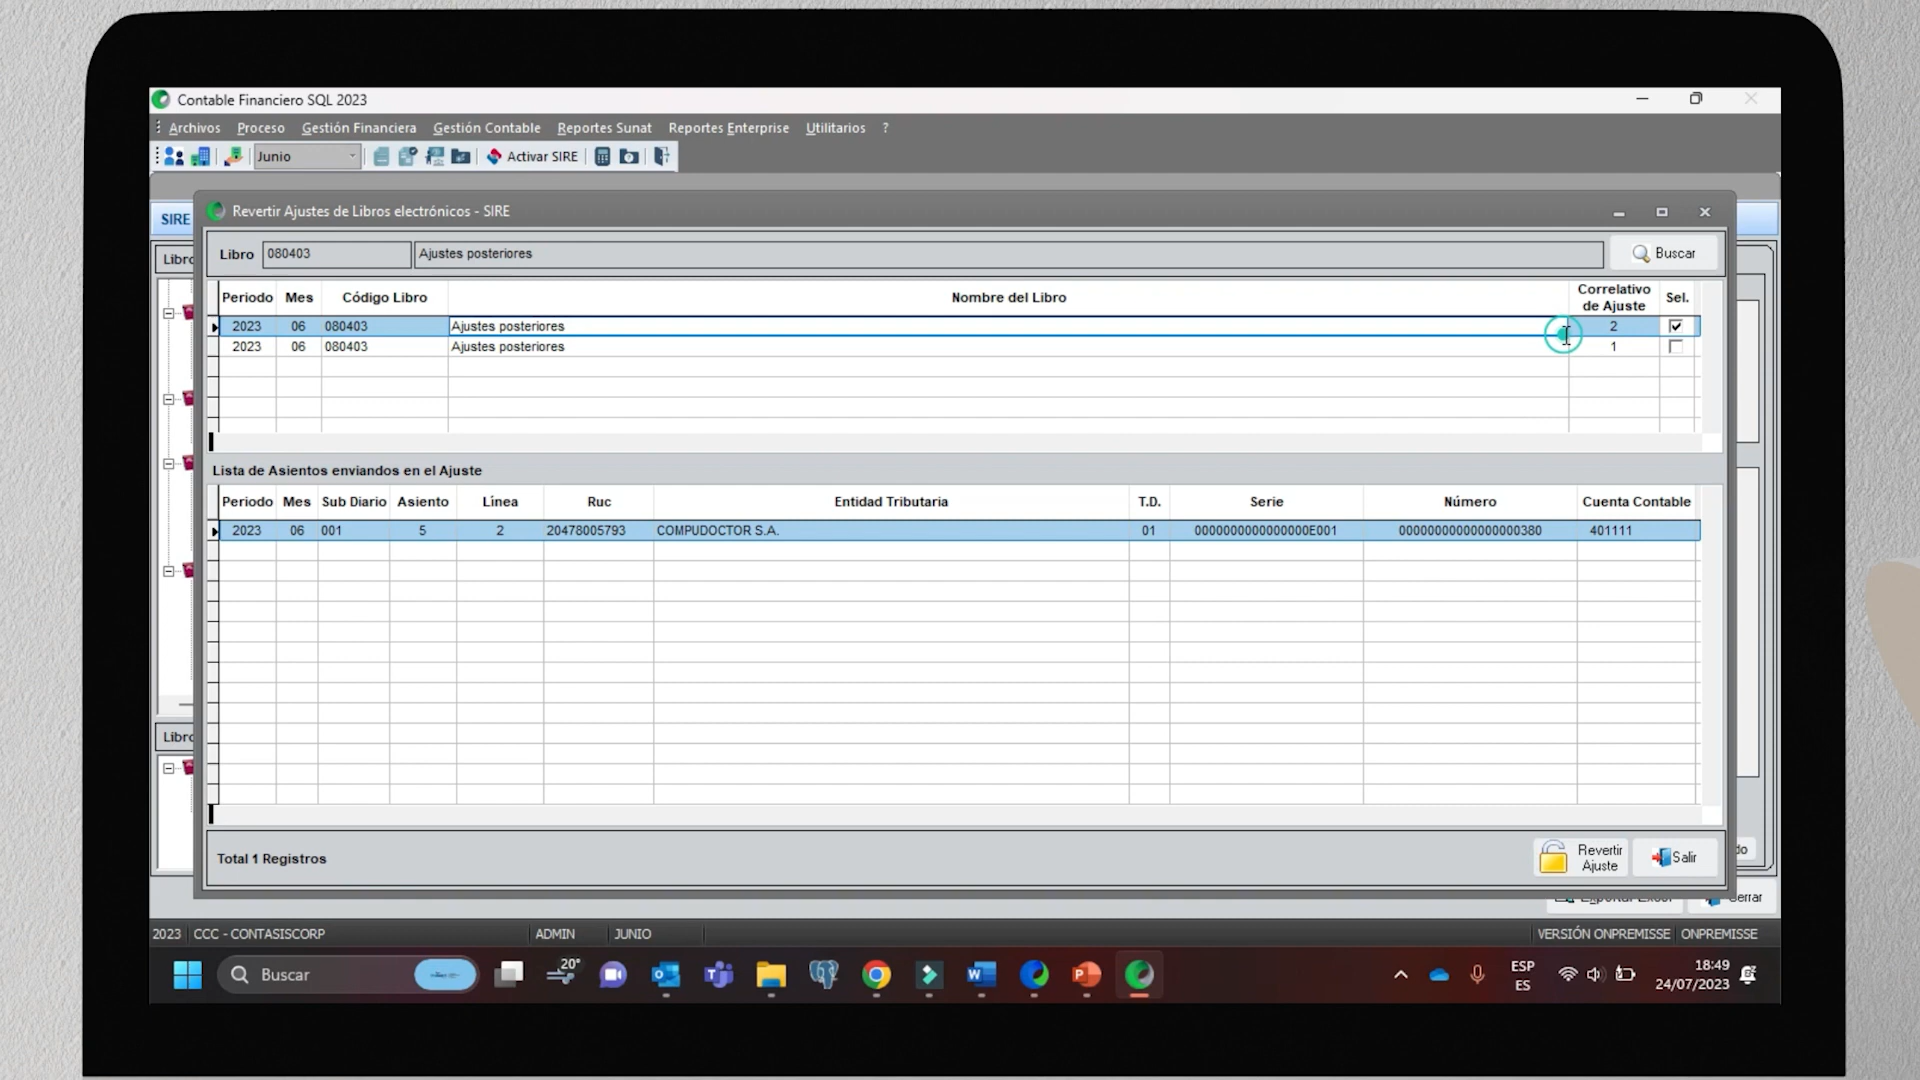 Contable Financiero SQL 2023
Archivos Proceso Gestión Financiera Gestión Contable Reportes Sunat Reportes Enterprise Utilitarios ?
Junio Activar SIRE
SIRE
Revertir Ajustes de Libros electrónicos - SIRE
Libro 080403 Ajustes posteriores Buscar
Periodo Mes Código Libro Nombre del Libro Correlativo de Ajuste Sel.
2023 06 080403 Ajustes posteriores 2
2023 06 080403 Ajustes posteriores 1
Lista de Asientos enviandos en el Ajuste
Periodo Mes Sub Diario Asiento Línea Ruc Entidad Tributaria T.D. Serie Número Cuenta Contable
2023 06 001 5 2 20478005793 COMPUDOCTOR S.A. 01 0000000000000000E001 00000000000000000380 401111
Total 1 Registros
Revertir Ajuste
Salir
2023 CCC - CONTASISCORP ADMIN JUNIO VERSIÓN ONPREMISSE ONPREMISSE
Buscar
20°
ESP
ES
18:49
24/07/2023